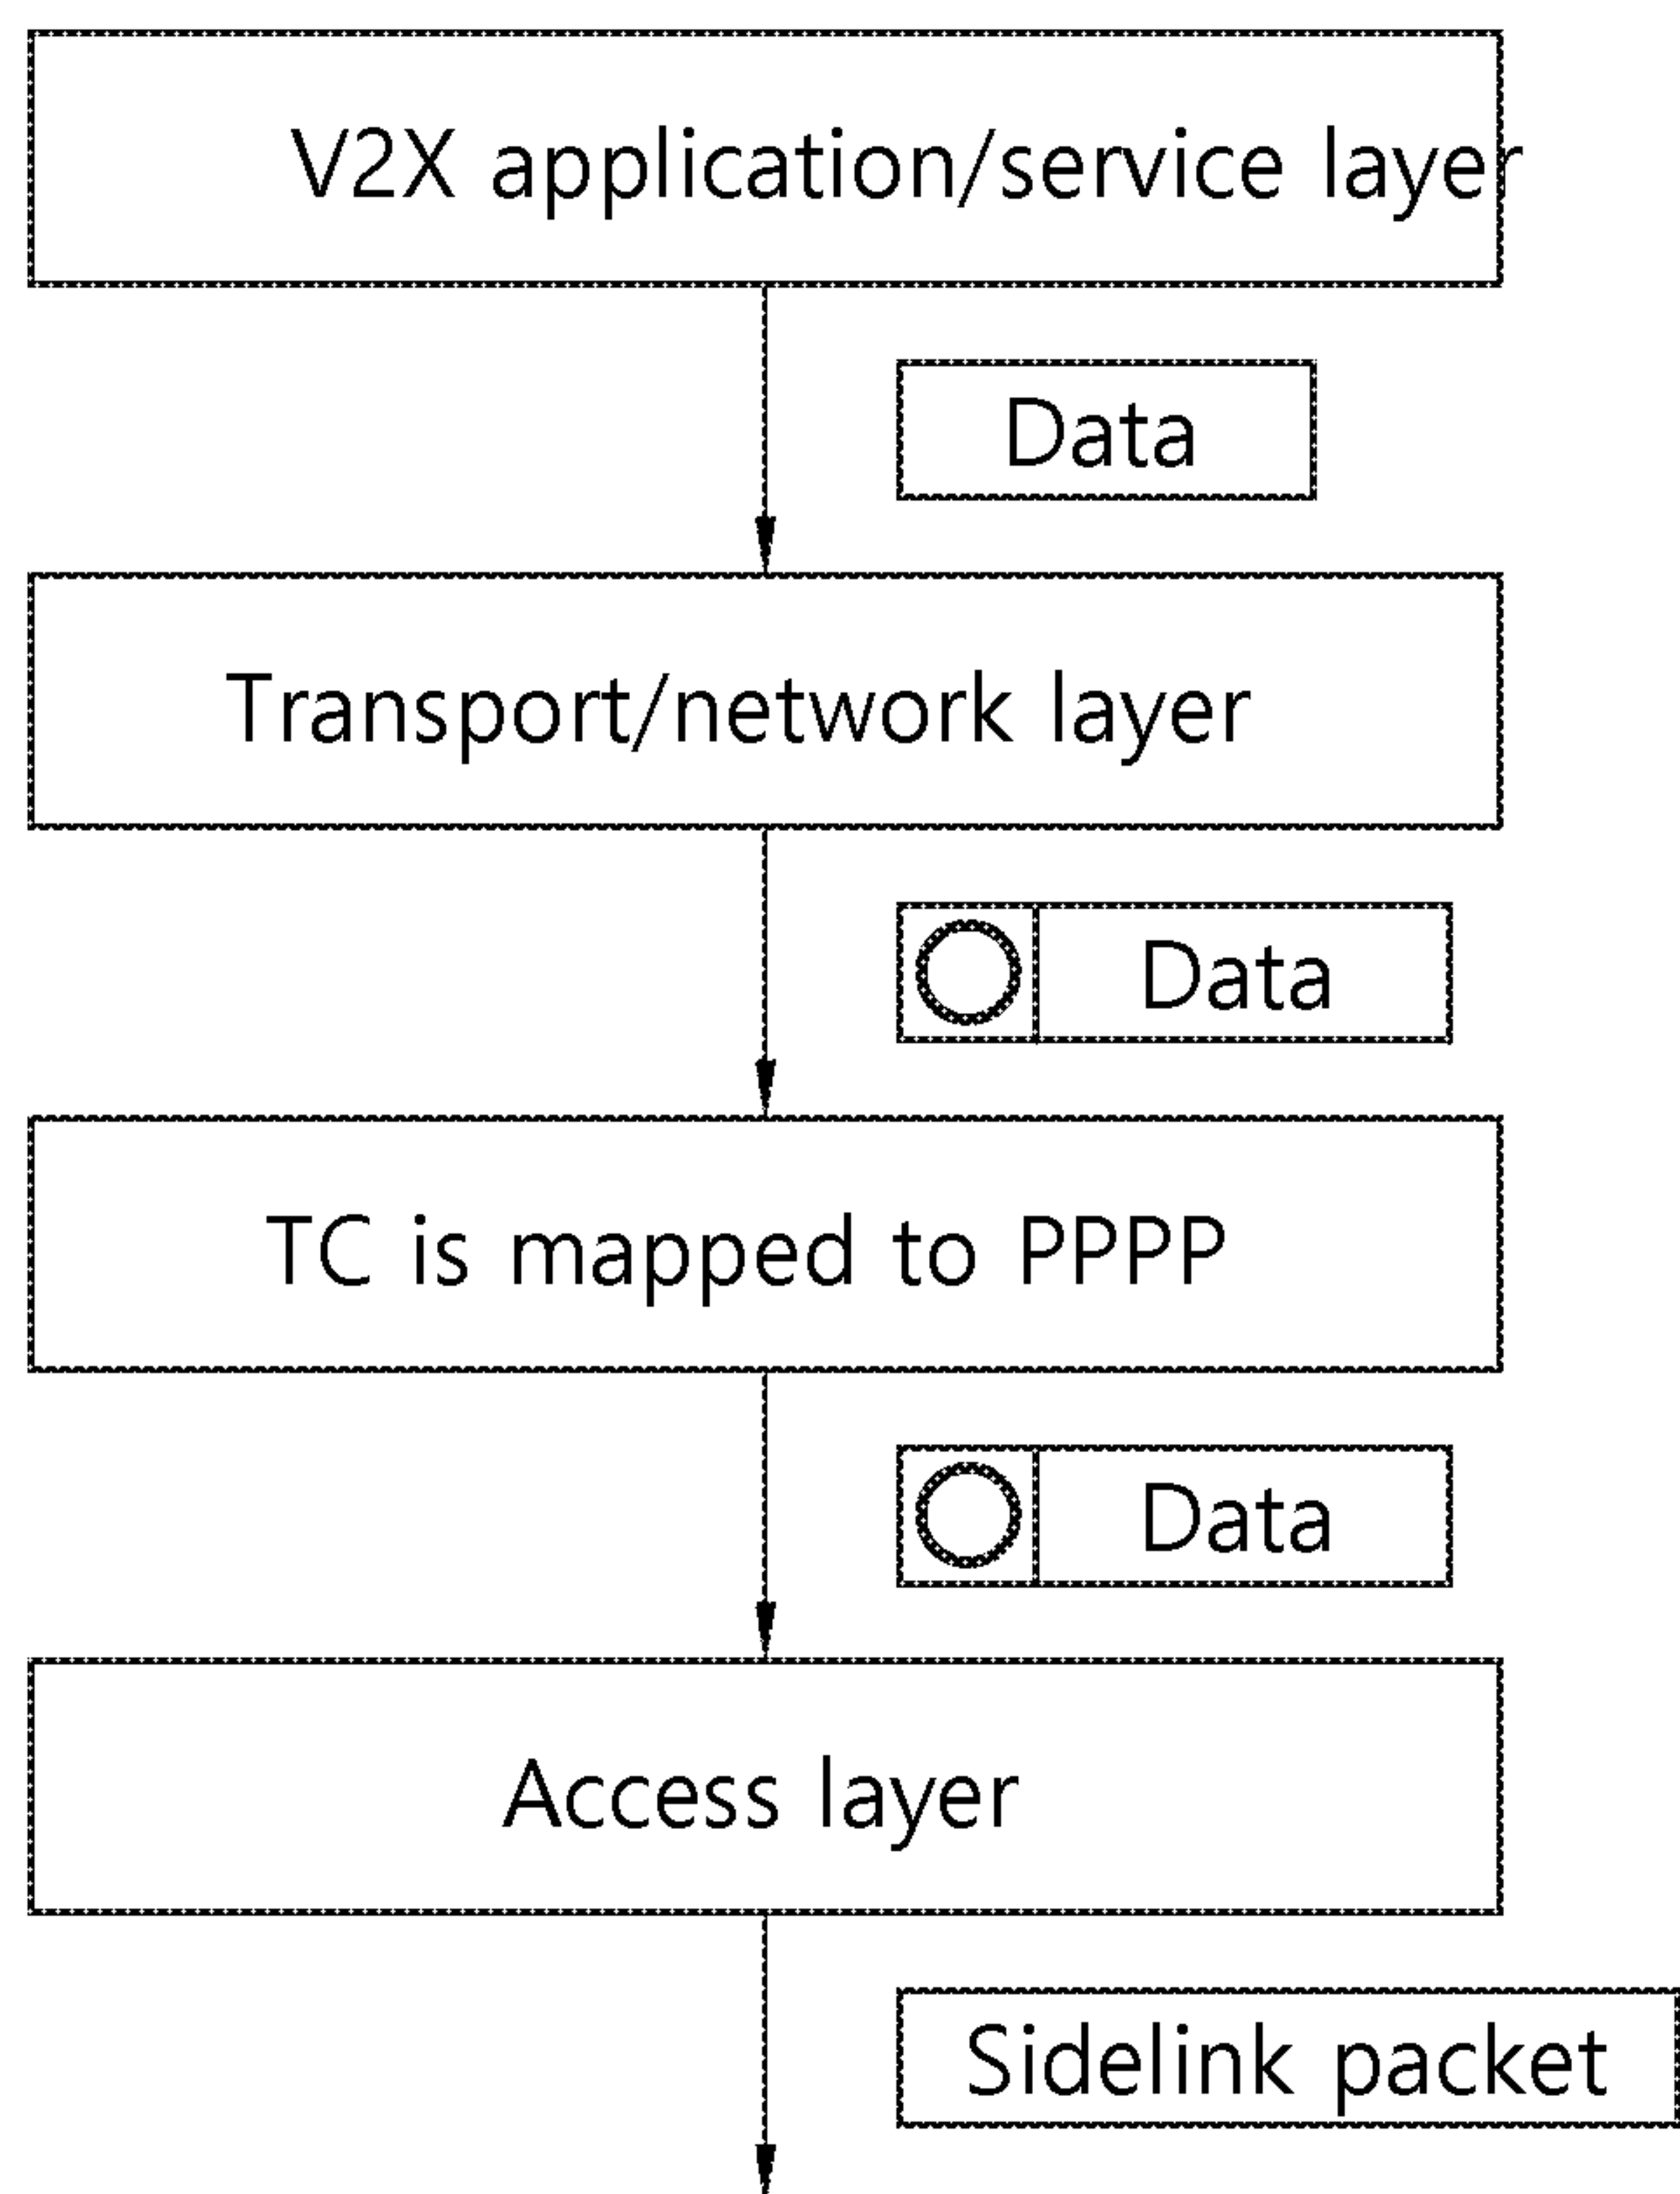 V2X application/service layer
Data
Transport/network layer
Data
TC is mapped to PPPP
Data
Access layer
Sidelink packet